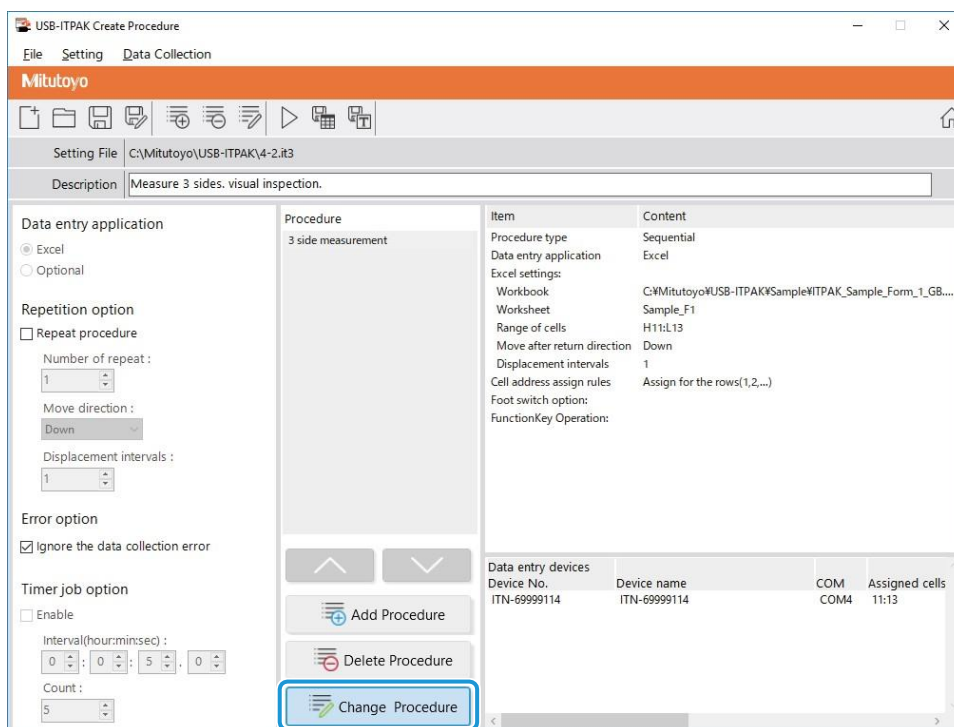 USB-ITPAK Create Procedure
File Setting Data Collection
Mitutoyo
Setting File C:\Mitutoyo\USB-ITPAK\4-2.it3
Description Measure 3 sides. visual inspection.
Data entry application
Excel
Optional
Repetition option
Repeat procedure
Number of repeat :
1
Move direction :
Down
Displacement intervals :
1
Error option
Ignore the data collection error
Timer job option
Enable
Interval(hour:min:sec) :
0 : 0 : 5 . 0
Count :
5
Procedure
3 side measurement
Add Procedure
Delete Procedure
Change Procedure
Item Content
Procedure type Sequential
Data entry application Excel
Excel settings:
Workbook C:¥Mitutoyo¥USB-ITPAK¥Sample¥ITPAK_Sample_Form_1_GB....
Worksheet Sample_F1
Range of cells H11:L13
Move after return direction Down
Displacement intervals 1
Cell address assign rules Assign for the rows(1,2,...)
Foot switch option:
FunctionKey Operation:
Data entry devices
Device No. Device name COM Assigned cells
ITN-69999114 ITN-69999114 COM4 11:13